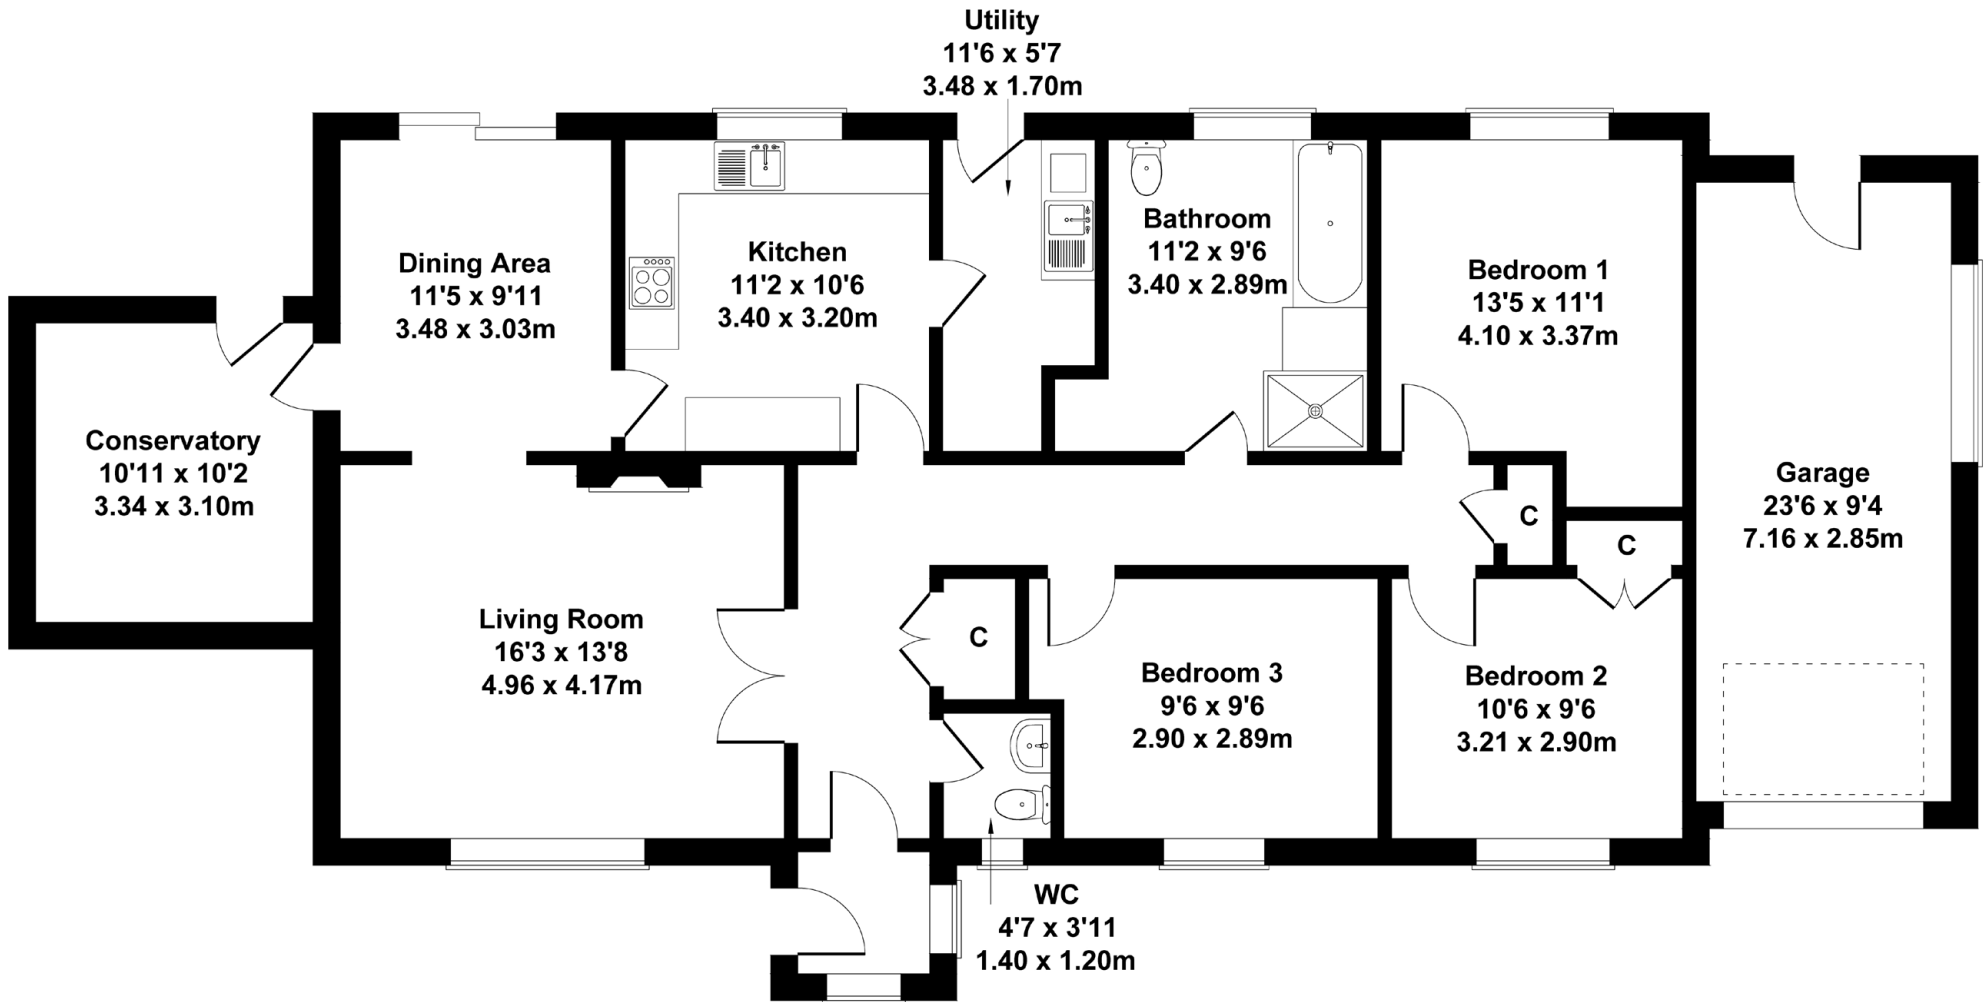 Utility
11'6 x 5'7
3.48 x 1.70m
Dining Area
11'5 x 9'11
3.48 x 3.03m
Kitchen
11'2 x 10'6
3.40 x 3.20m
Bathroom
11'2 x 9'6
3.40 x 2.89m
Bedroom 1
13'5 x 11'1
4.10 x 3.37m
Conservatory
10'11 x 10'2
3.34 x 3.10m
Garage
23'6 x 9'4
7.16 x 2.85m
C
C
Living Room
16'3 x 13'8
4.96 x 4.17m
C
Bedroom 3
9'6 x 9'6
2.90 x 2.89m
Bedroom 2
10'6 x 9'6
3.21 x 2.90m
WC
4'7 x 3'11
1.40 x 1.20m